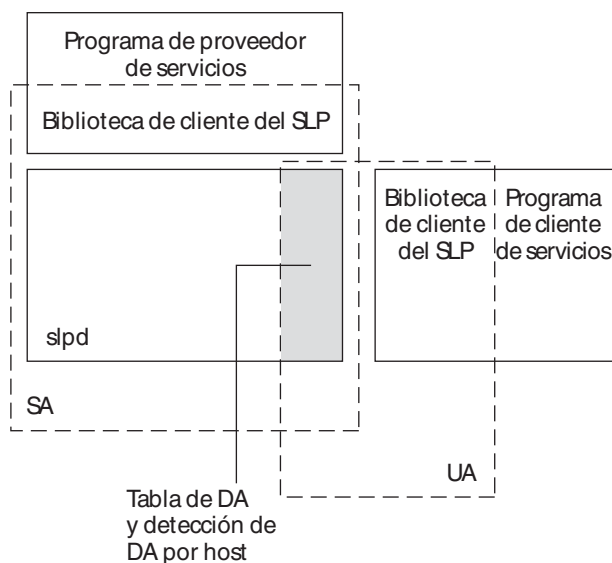 Programa de proveedor
de servicios
Biblioteca de cliente del SLP
Biblioteca
de cliente
del SLP
Programa
de cliente
de servicios
slpd
SA
UA
Tabla de DA
y detección de
DA por host